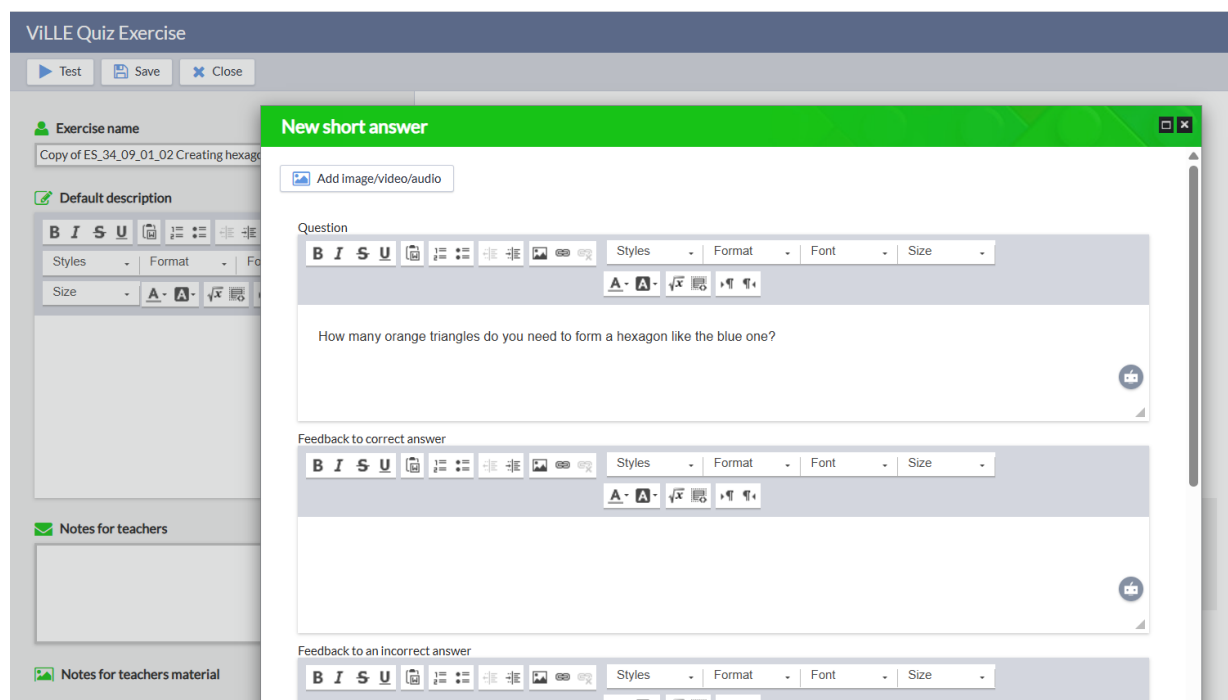 ViLLE Quiz Exercise
Test Save Close
Exercise name
Copy of ES_34_09_01_02 Creating hexago
Default description
B I S U
Styles Format Fo
Size A A √x
Notes for teachers
Notes for teachers material
New short answer
Add image/video/audio
Question
B I S U Styles Format Font Size
A A √x
How many orange triangles do you need to form a hexagon like the blue one?
Feedback to correct answer
B I S U Styles Format Font Size
A A √x
Feedback to an incorrect answer
B I S U Styles Format Font Size